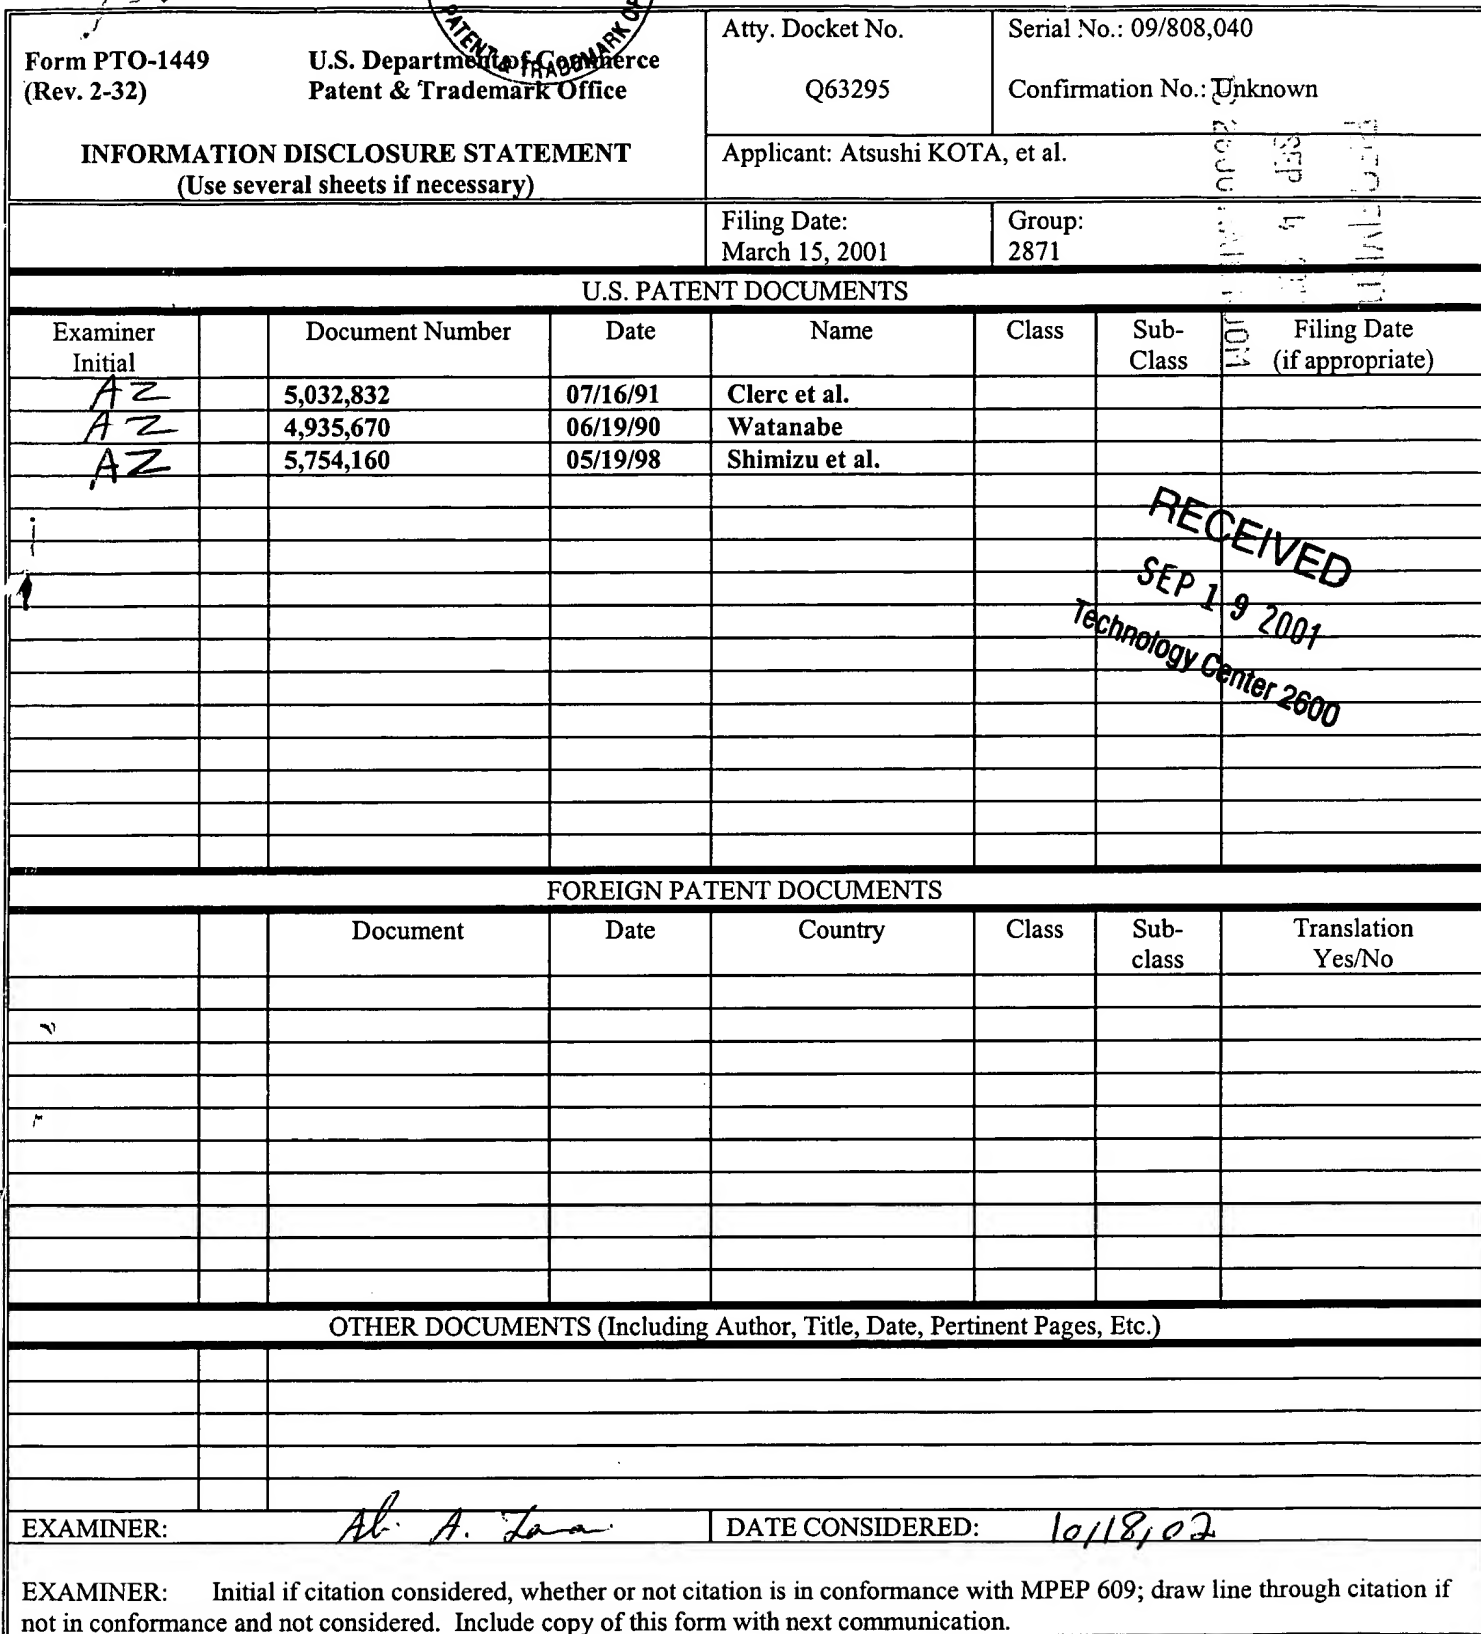 PATENT & TRADEMARK OF
Form PTO-1449 U.S. Department of Commerce
(Rev. 2-32) Patent & Trademark Office
INFORMATION DISCLOSURE STATEMENT
(Use several sheets if necessary)
Atty. Docket No.
Q63295
Serial No.: 09/808,040
Confirmation No.: Unknown
Applicant: Atsushi KOTA, et al.
Filing Date:
March 15, 2001
Group:
2871
U.S. PATENT DOCUMENTS
Examiner Initial Document Number Date Name Class Sub-Class Filing Date (if appropriate)
AZ 5,032,832 07/16/91 Clerc et al.
AZ 4,935,670 06/19/90 Watanabe
AZ 5,754,160 05/19/98 Shimizu et al.
RECEIVED
SEP 19 2001
Technology Center 2600
FOREIGN PATENT DOCUMENTS
Document Date Country Class Sub-class Translation Yes/No
OTHER DOCUMENTS (Including Author, Title, Date, Pertinent Pages, Etc.)
EXAMINER: DATE CONSIDERED: 10/18/02
EXAMINER: Initial if citation considered, whether or not citation is in conformance with MPEP 609; draw line through citation if
not in conformance and not considered. Include copy of this form with next communication.